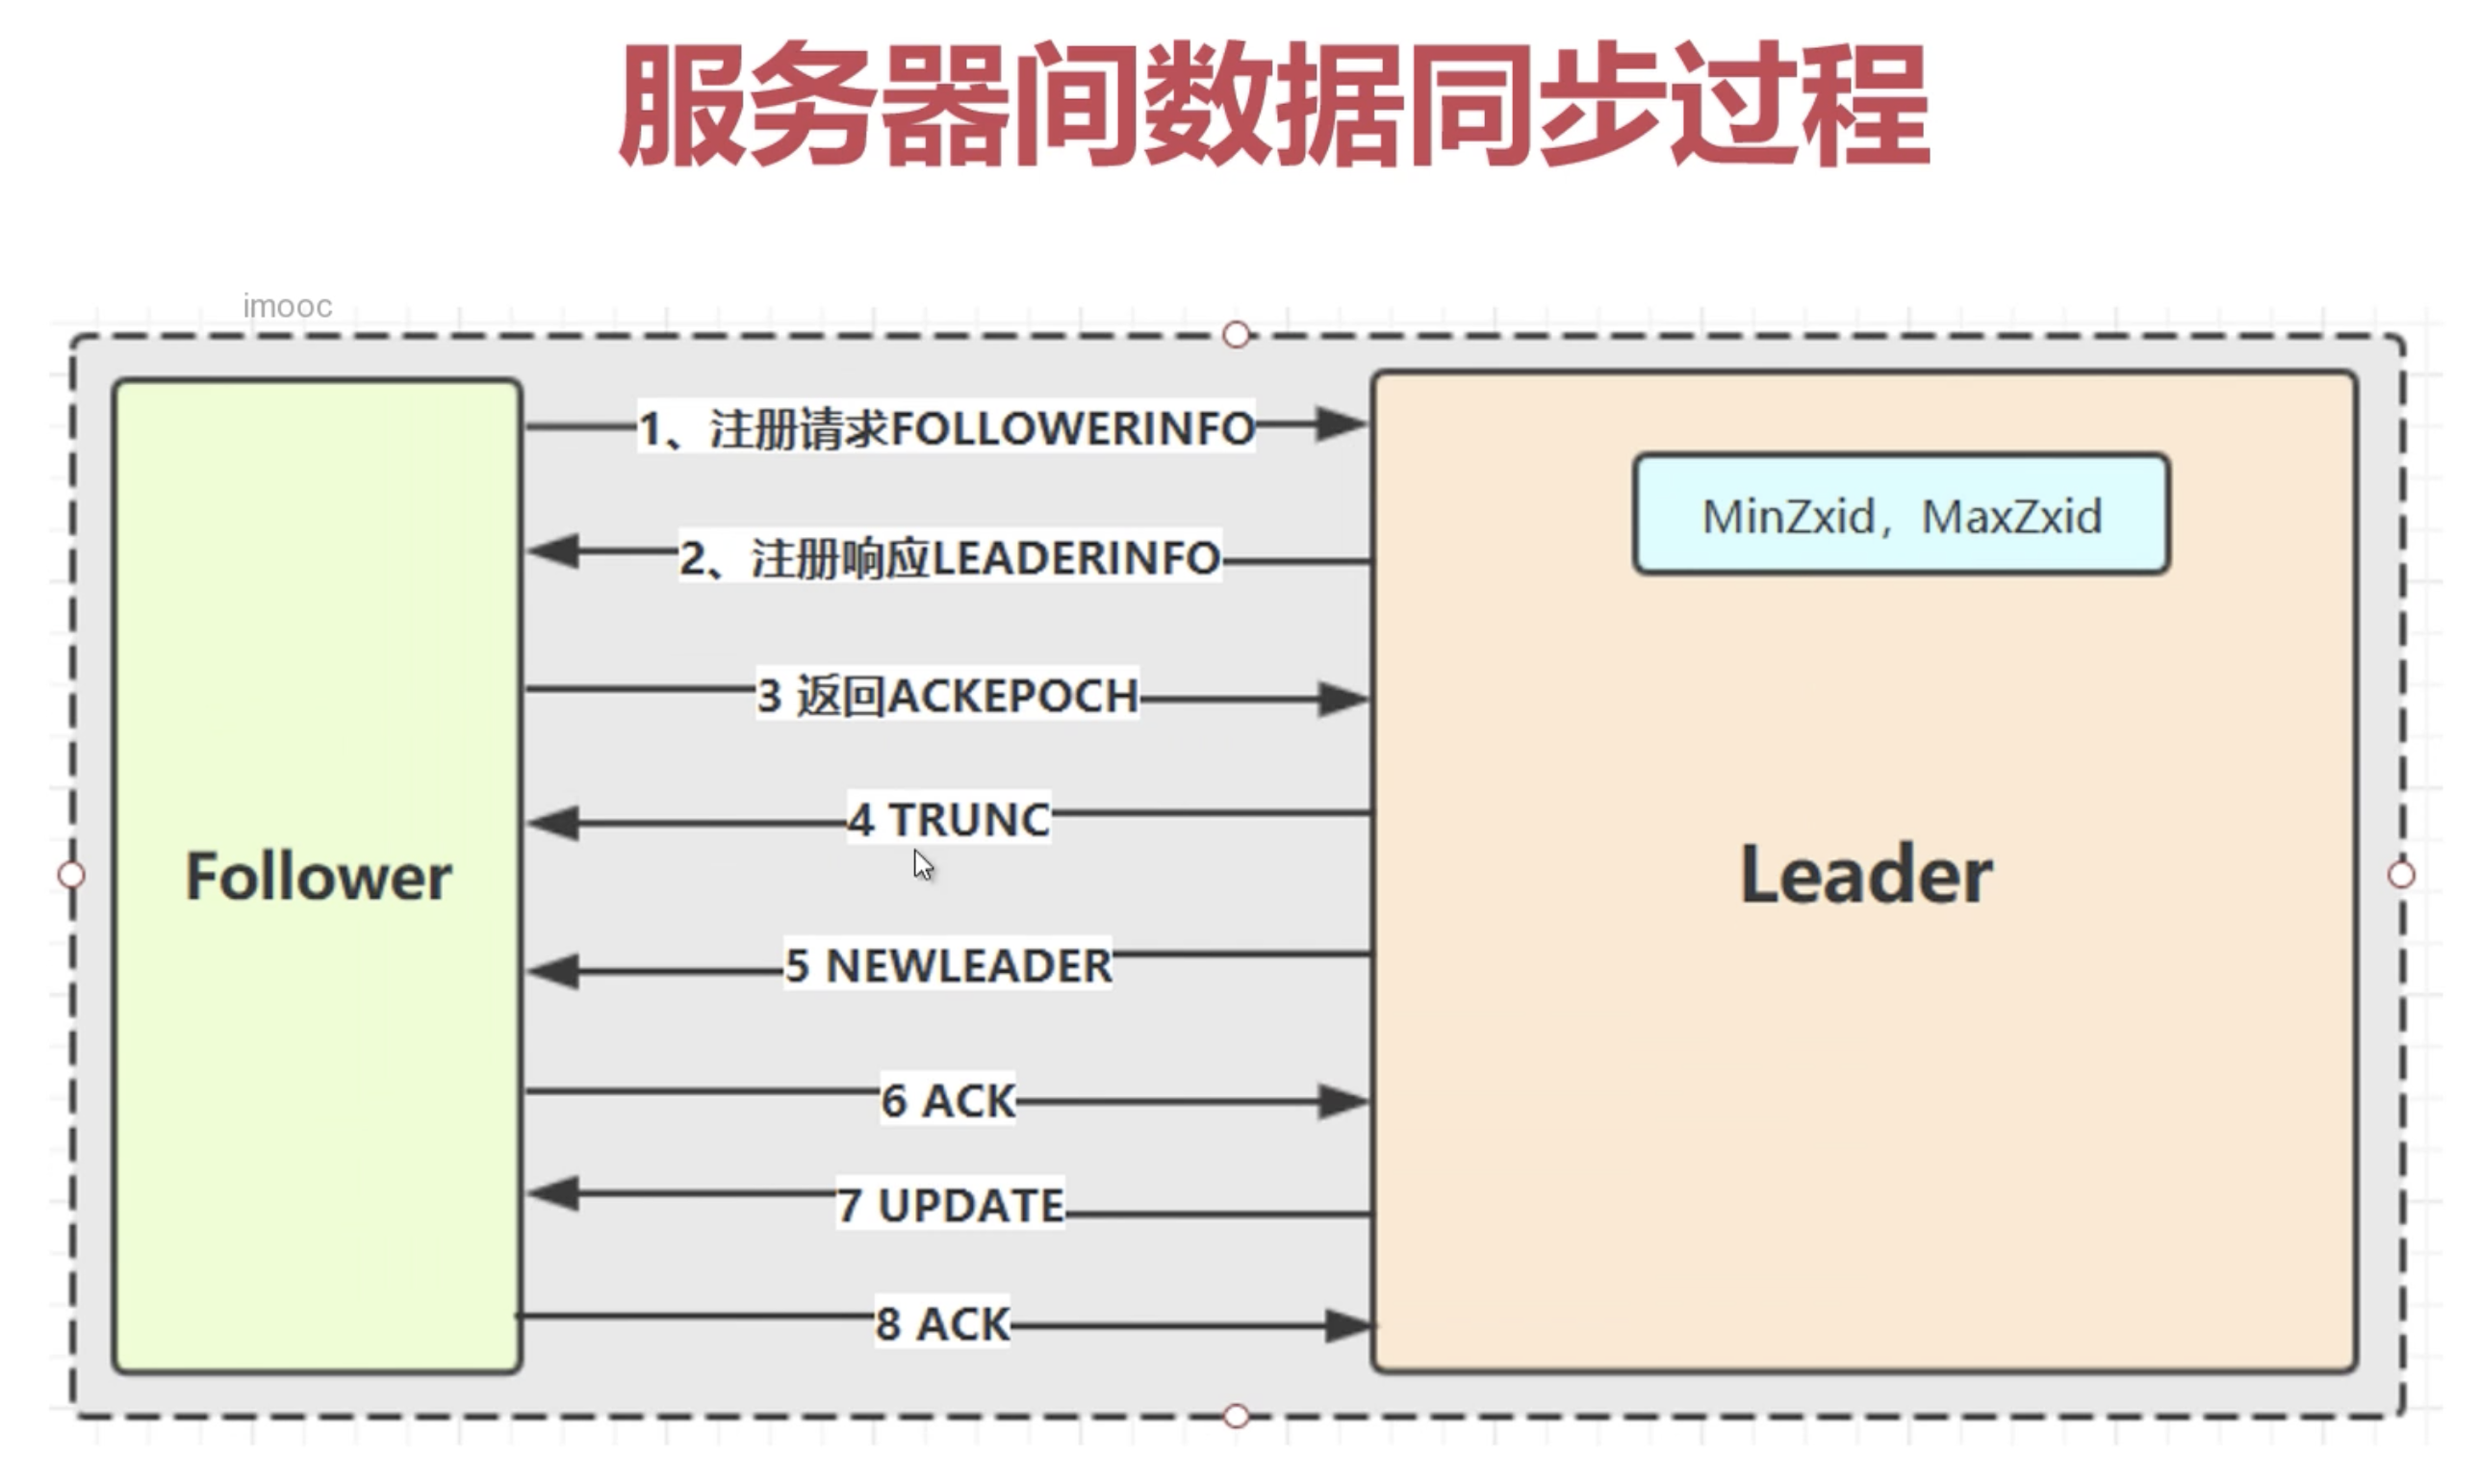 服务器间数据同步过程
imooc
1、注册请求FOLLOWERINFO
MinZxid，MaxZxid
2、注册响应LEADERINFO
3 返回ACKEPOCH
4 TRUNC
Follower
Leader
5 NEWLEADER
6 ACK
7 UPDATE
8 ACK